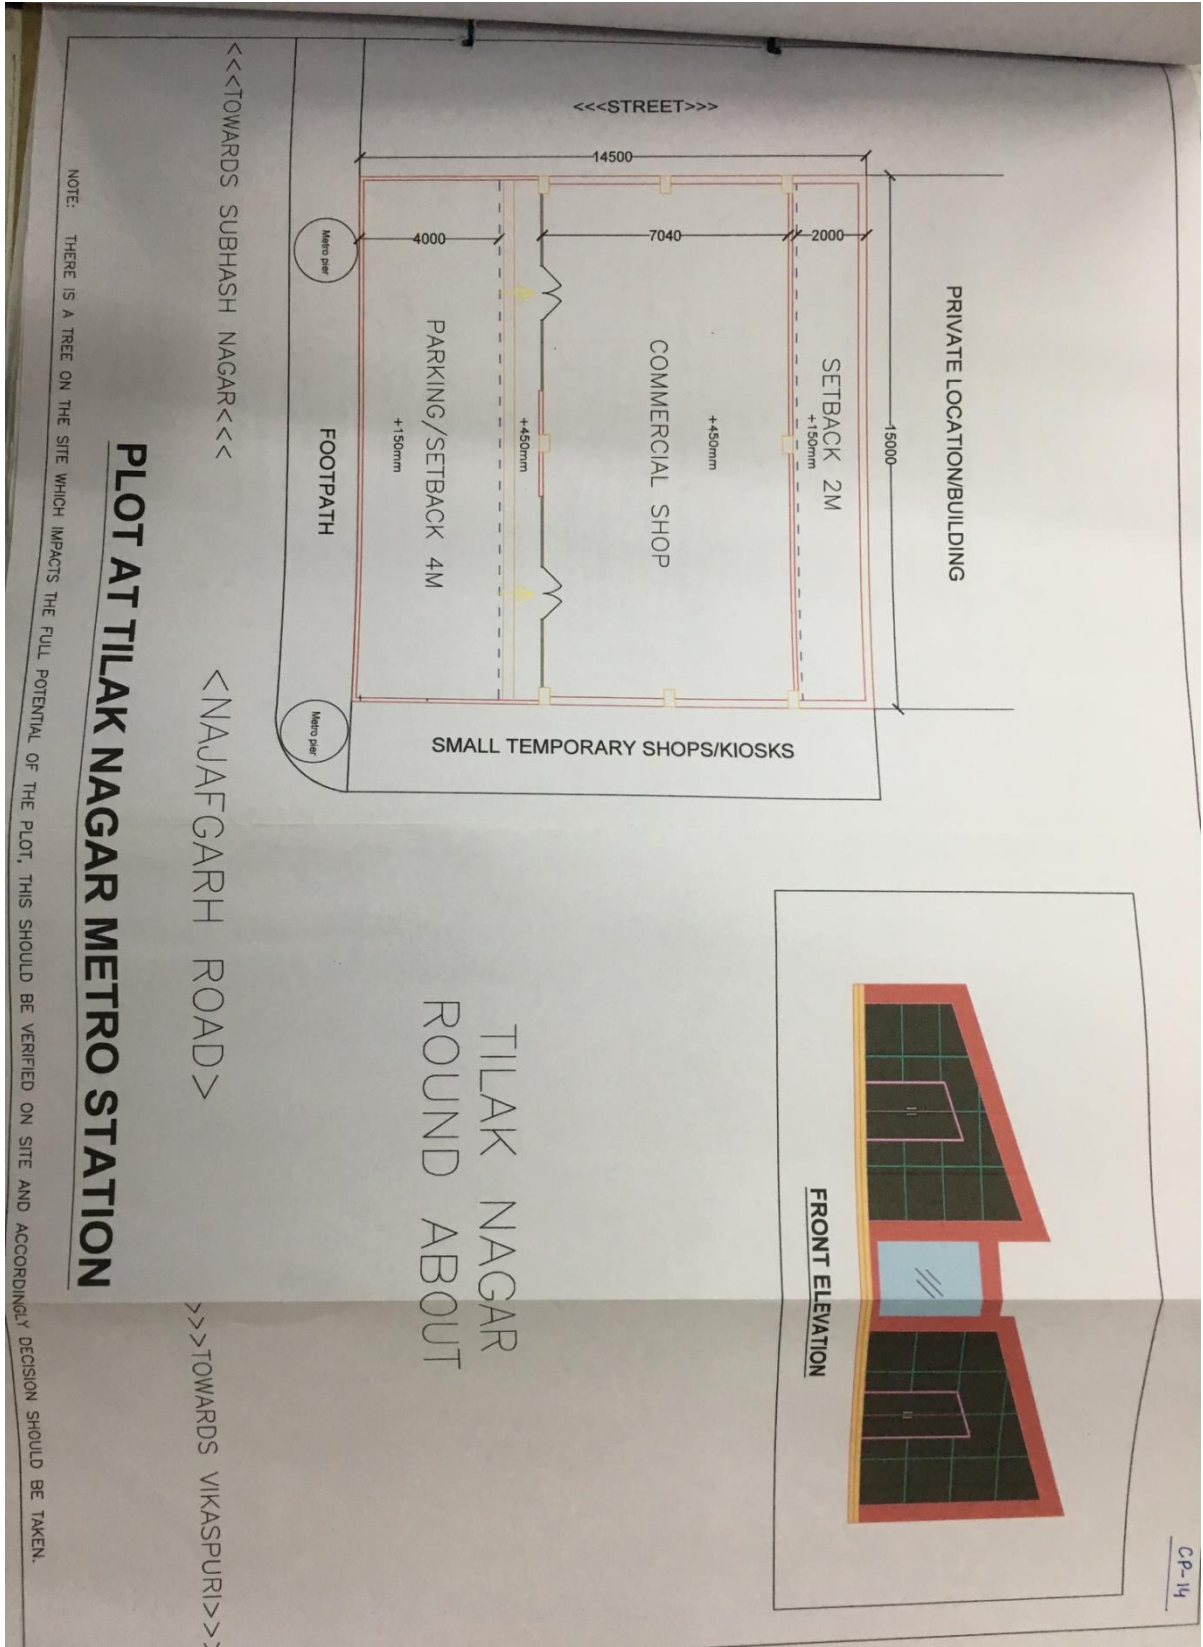 CP-14
PRIVATE LOCATION/BUILDING
15000
<<<STREET>>>
14500
2000
7040
4000
SETBACK 2M
+150mm
+450mm
COMMERCIAL SHOP
+450mm
PARKING/SETBACK 4M
+150mm
SMALL TEMPORARY SHOPS/KIOSKS
Metro pier
FOOTPATH
Metro pier
FRONT ELEVATION
TILAK NAGAR
ROUND ABOUT
<<<TOWARDS SUBHASH NAGAR<<<
<NAJAFGARH ROAD>
>>>TOWARDS VIKASPURI>>>
PLOT AT TILAK NAGAR METRO STATION
NOTE: THERE IS A TREE ON THE SITE WHICH IMPACTS THE FULL POTENTIAL OF THE PLOT, THIS SHOULD BE VERIFIED ON SITE AND ACCORDINGLY DECISION SHOULD BE TAKEN.